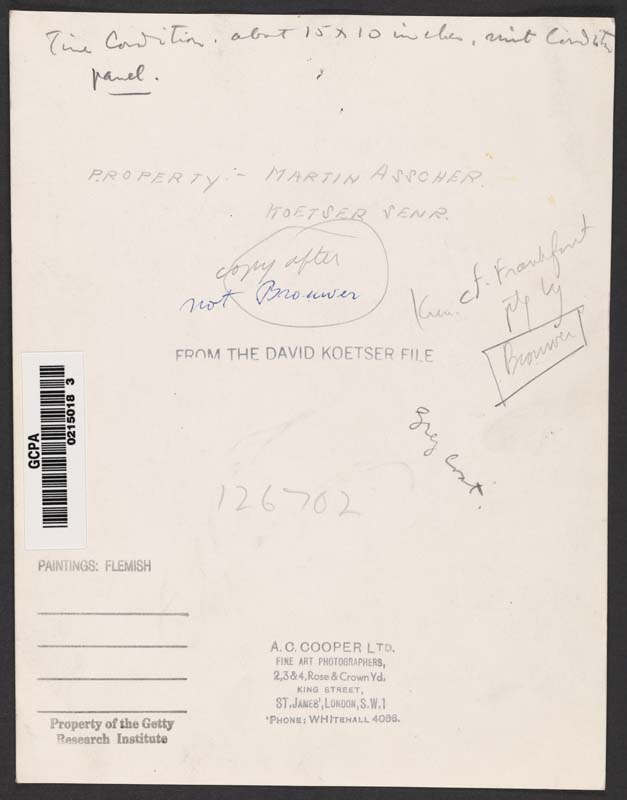 Fine Condition. about 15 x 10 inches, mint Condition
panel.
PROPERTY:- MARTIN ASSCHER.
KOETSER SENR.
copy after
not Brouwer
cf. Frankfurt
by
Brouwer
FROM THE DAVID KOETSER FILE
GCPA
0215018 3
Grey Coat.
126702
PAINTINGS: FLEMISH
A. C. COOPER LTD.
FINE ART PHOTOGRAPHERS,
2,3 & 4, Rose & Crown Yd.
KING STREET,
ST. JAMES', LONDON, S.W.1
'PHONE: WHITEHALL 4086.
Property of the Getty
Research Institute